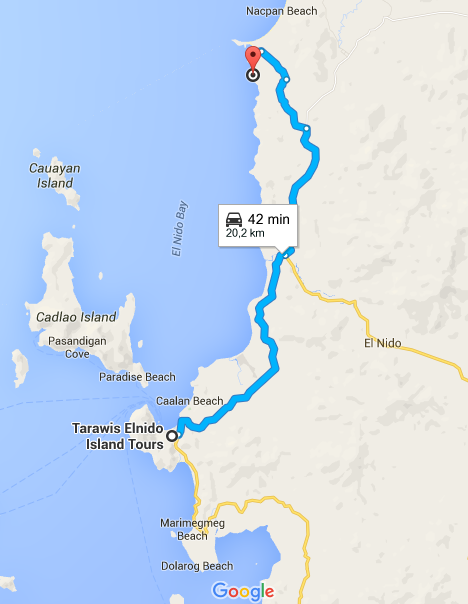 Nacpan Beach
Cauayan
Island
El Nido Bay
42 min
20,2 km
Cadlao Island
Pasandigan
Cove
El Nido
Paradise Beach
Caalan Beach
Tarawis Elnido
Island Tours
Marimegmeg
Beach
Dolarog Beach
Google